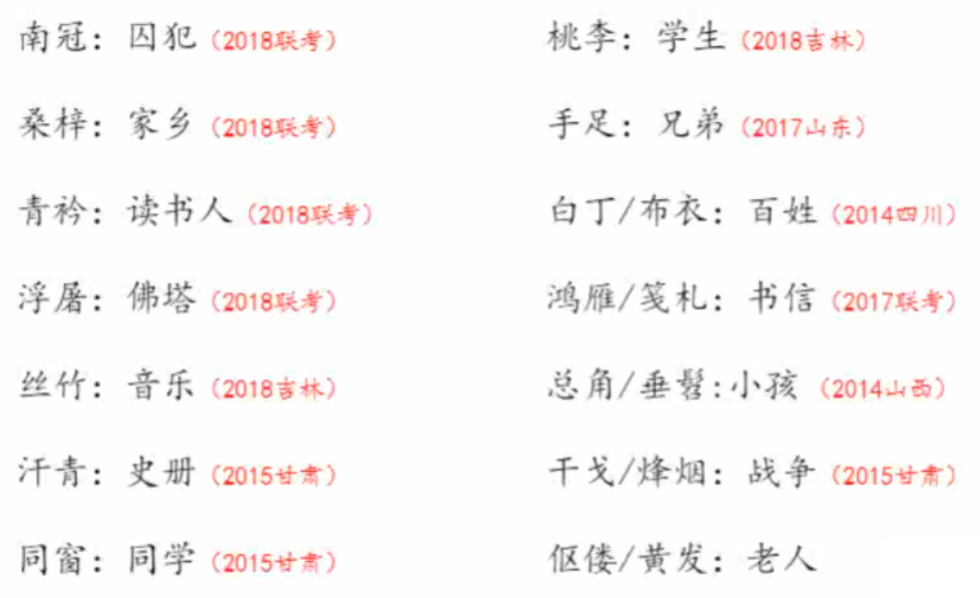 南冠：囚犯（2018联考）
桃李：学生（2018吉林）
桑梓：家乡（2018联考）
手足：兄弟（2017山东）
青衿：读书人（2018联考）
白丁/布衣：百姓（2014四川）
浮屠：佛塔（2018联考）
鸿雁/笺札：书信（2017联考）
丝竹：音乐（2018吉林）
总角/垂髫:小孩（2014山西）
汗青：史册（2015甘肃）
干戈/烽烟：战争（2015甘肃）
同窗：同学（2015甘肃）
伛偻/黄发：老人